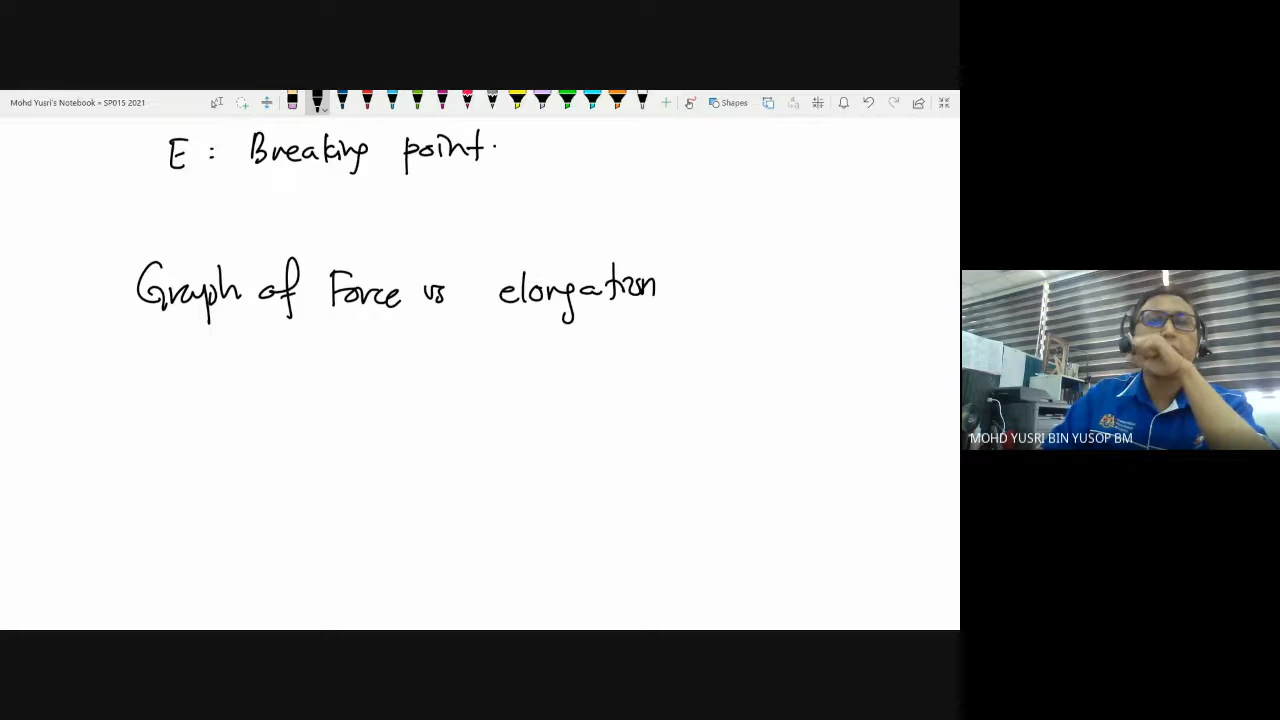 Mohd Yusri's Notebook » SP015 2021
Shapes
E : Breaking point.
Graph of Force vs elongation
MOHD YUSRI BIN YUSOP BM